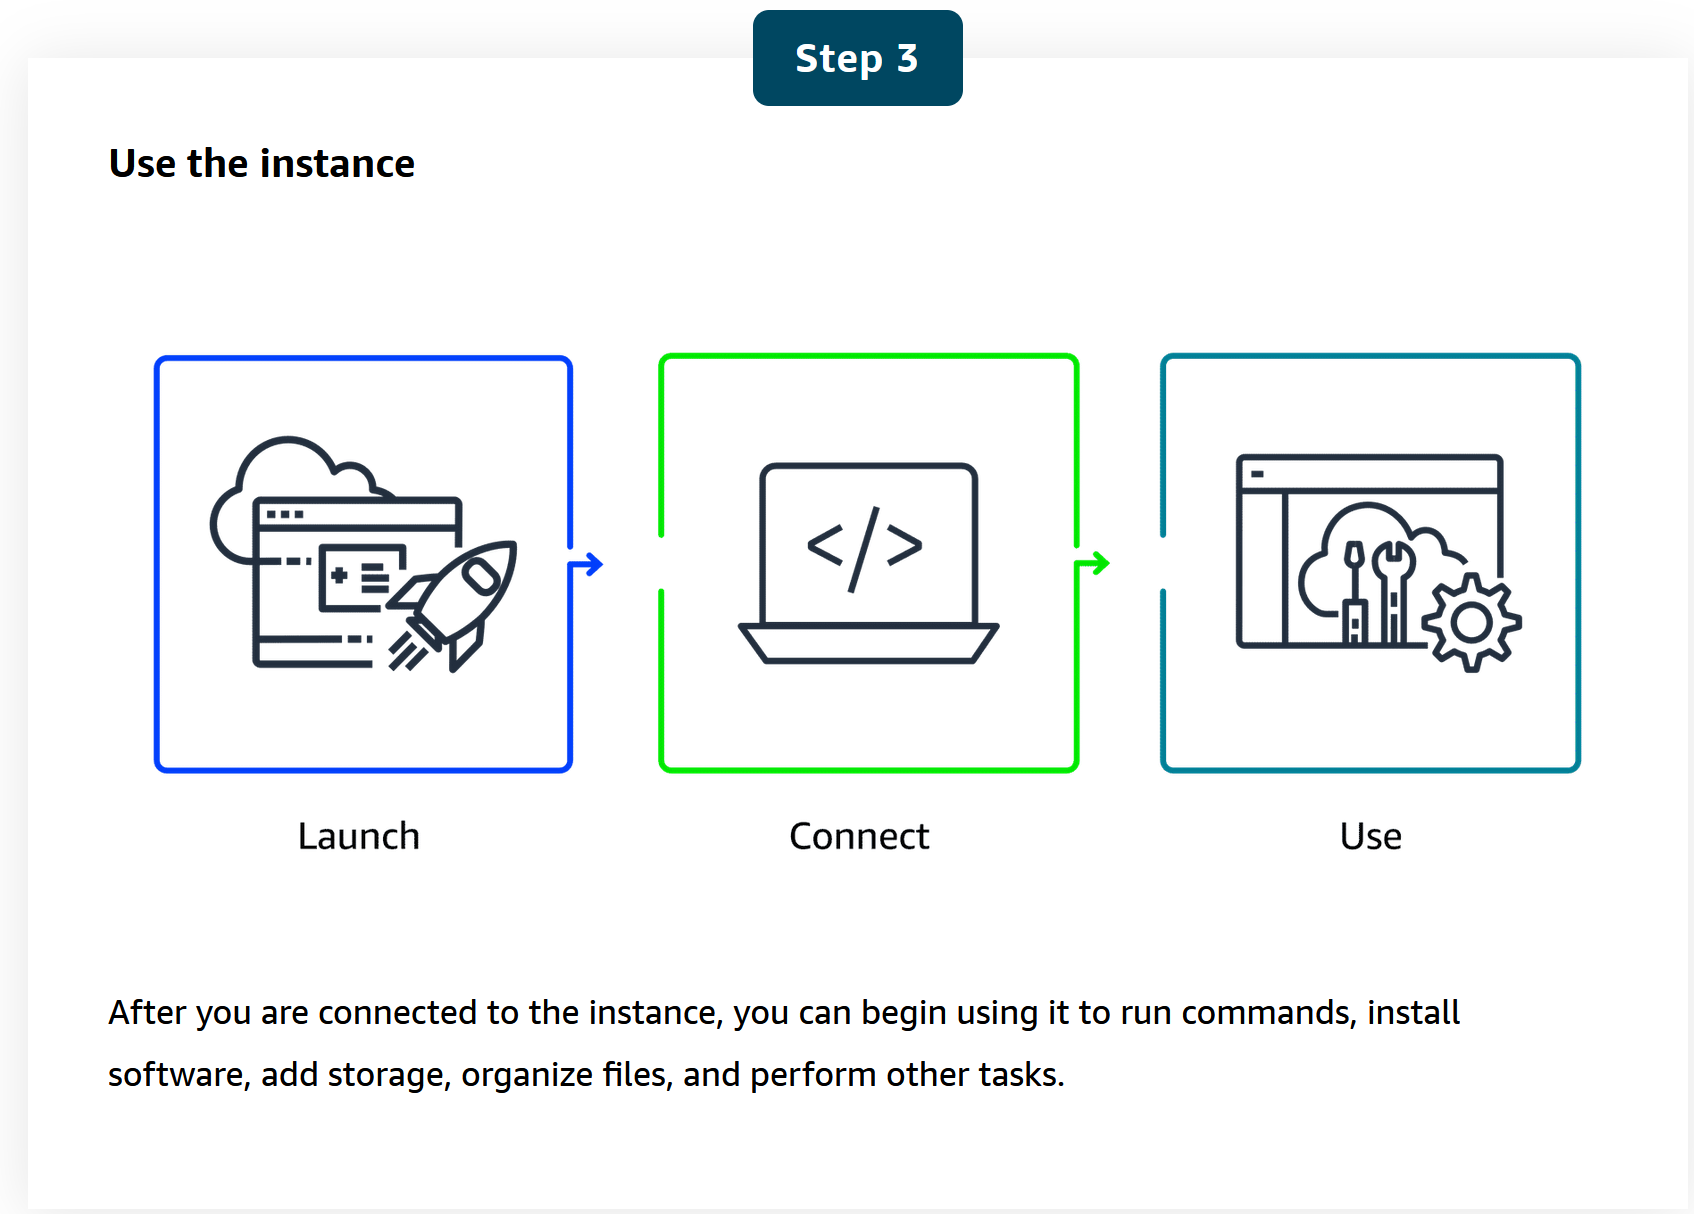 Step 3
Use the instance
Launch
Connect
Use
After you are connected to the instance, you can begin using it to run commands, install
software, add storage, organize files, and perform other tasks.